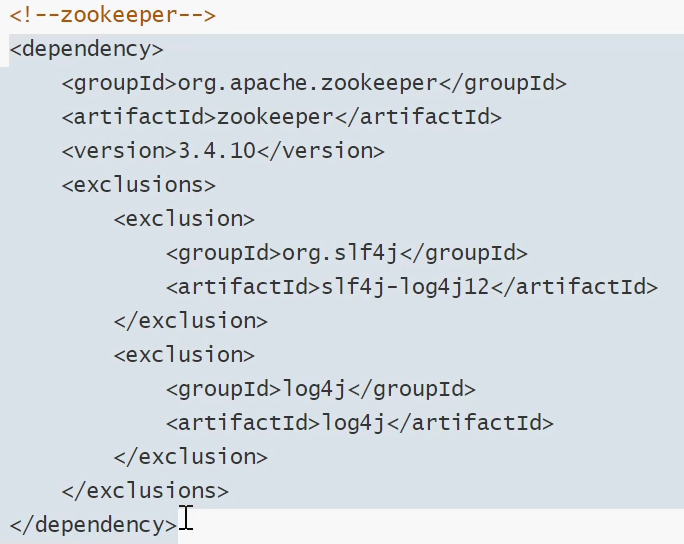 <!--zookeeper-->
<dependency>
    <groupId>org.apache.zookeeper</groupId>
    <artifactId>zookeeper</artifactId>
    <version>3.4.10</version>
    <exclusions>
        <exclusion>
            <groupId>org.slf4j</groupId>
            <artifactId>slf4j-log4j12</artifactId>
        </exclusion>
        <exclusion>
            <groupId>log4j</groupId>
            <artifactId>log4j</artifactId>
        </exclusion>
    </exclusions>
</dependency>